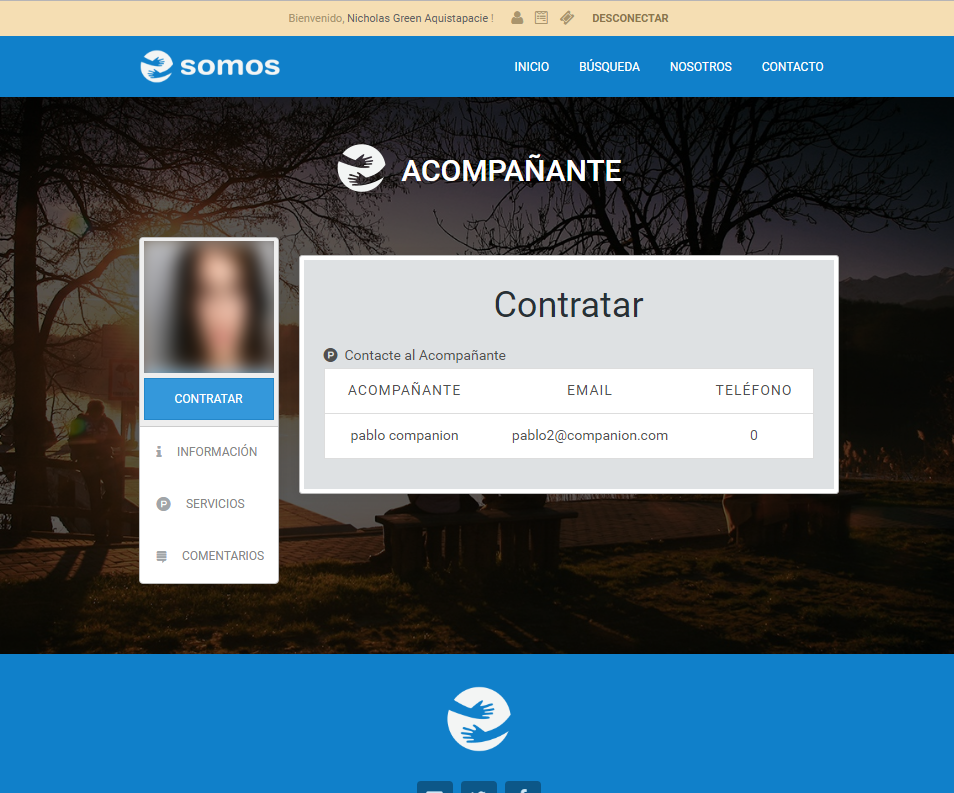 Bienvenido, Nicholas Green Aquistapacie ! DESCONECTAR
somos INICIO BÚSQUEDA NOSOTROS CONTACTO
ACOMPAÑANTE
CONTRATAR
INFORMACIÓN
SERVICIOS
COMENTARIOS
Contratar
P Contacte al Acompañante
ACOMPAÑANTE EMAIL TELÉFONO
pablo companion pablo2@companion.com 0